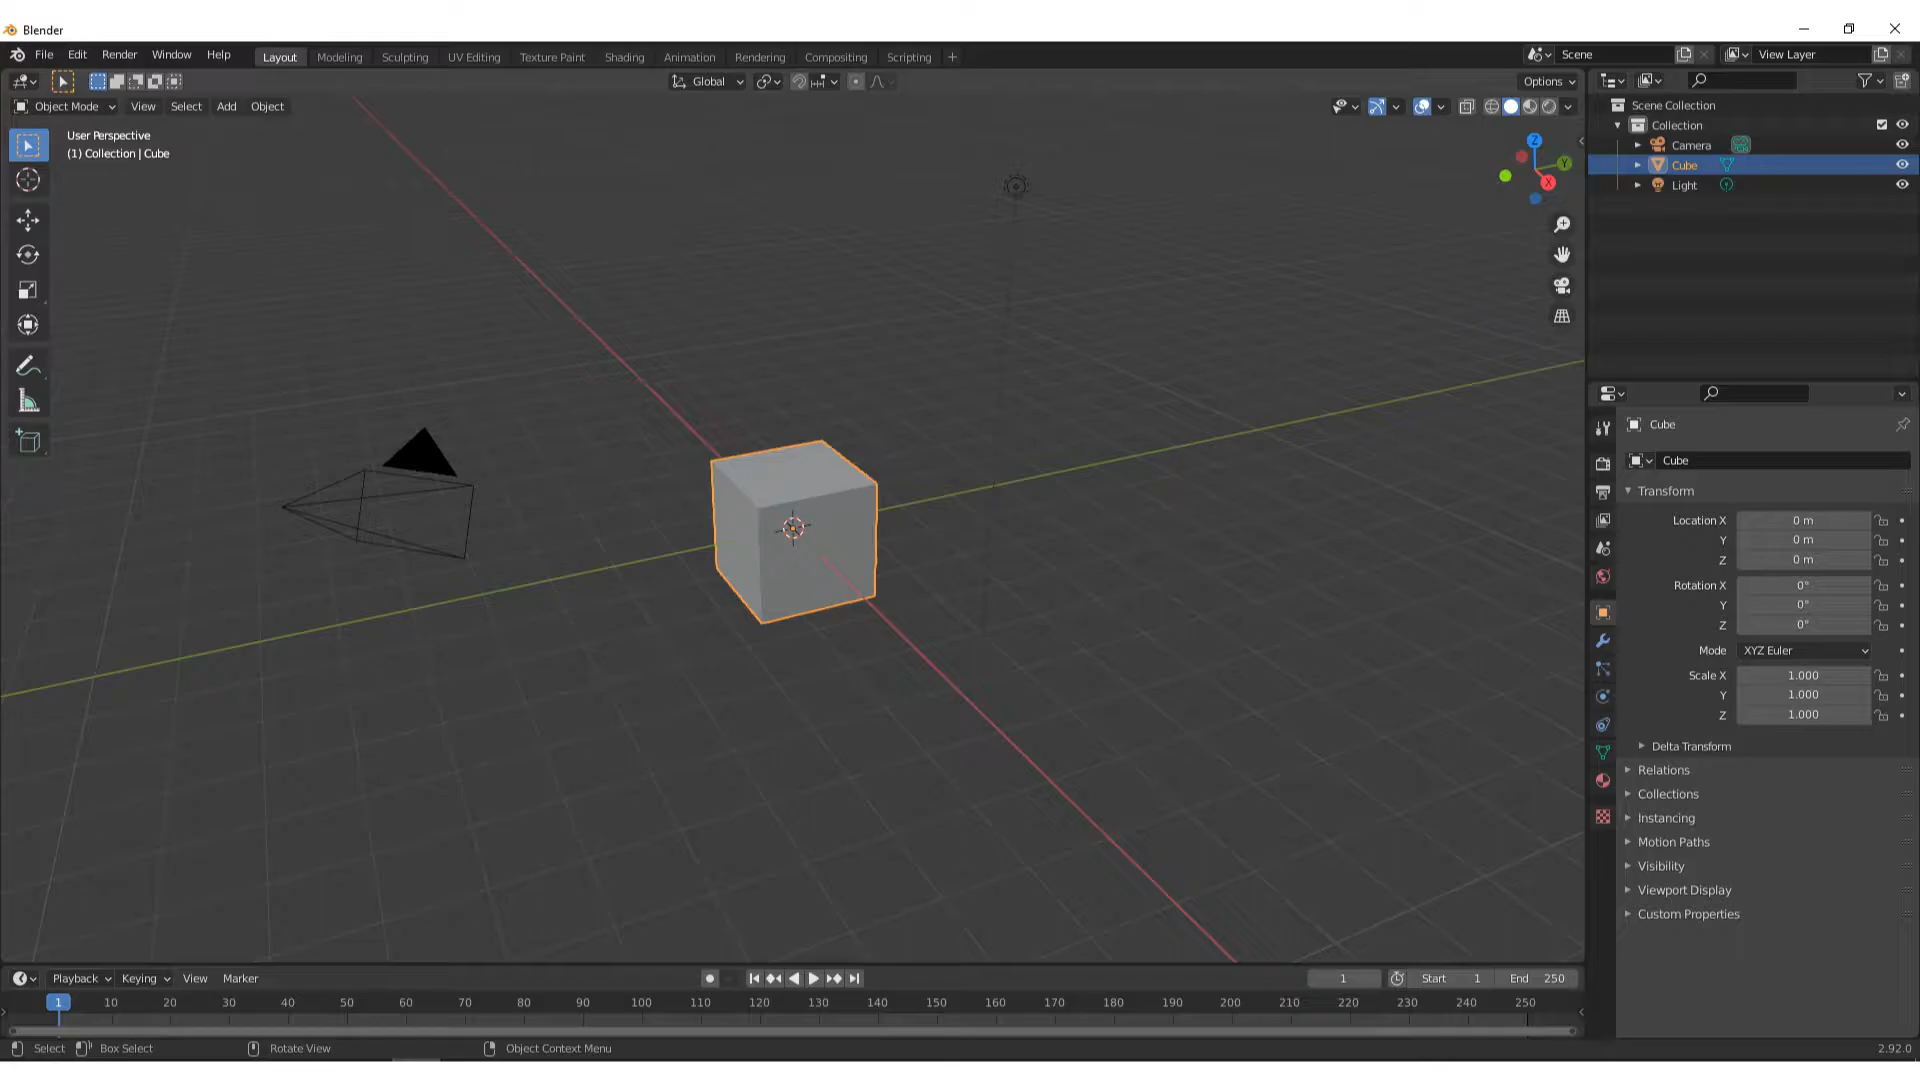 Blender
File Edit Render Window Help Layout Modeling Sculpting UV Editing Texture Paint Shading Animation Rendering Compositing Scripting + Scene View Layer
Global Options
Object Mode View Select Add Object
User Perspective
(1) Collection | Cube
Z
Y
X
Scene Collection
Collection
Camera
Cube
Light
Cube
Cube
Transform
Location X 0 m
Y 0 m
Z 0 m
Rotation X 0°
Y 0°
Z 0°
Mode XYZ Euler
Scale X 1.000
Y 1.000
Z 1.000
Delta Transform
Relations
Collections
Instancing
Motion Paths
Visibility
Viewport Display
Custom Properties
Playback Keying View Marker 1 Start 1 End 250
1 10 20 30 40 50 60 70 80 90 100 110 120 130 140 150 160 170 180 190 200 210 220 230 240 250
Select Box Select Rotate View Object Context Menu 2.92.0